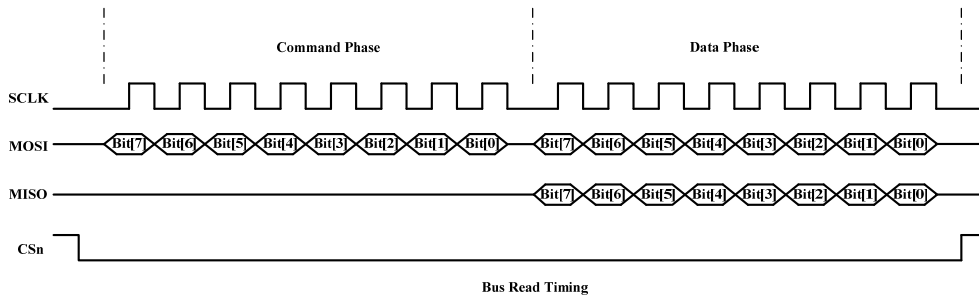 Command Phase
Data Phase
SCLK
MOSI Bit[7] Bit[6] Bit[5] Bit[4] Bit[3] Bit[2] Bit[1] Bit[0] Bit[7] Bit[6] Bit[5] Bit[4] Bit[3] Bit[2] Bit[1] Bit[0]
MISO Bit[7] Bit[6] Bit[5] Bit[4] Bit[3] Bit[2] Bit[1] Bit[0]
CSn
Bus Read Timing